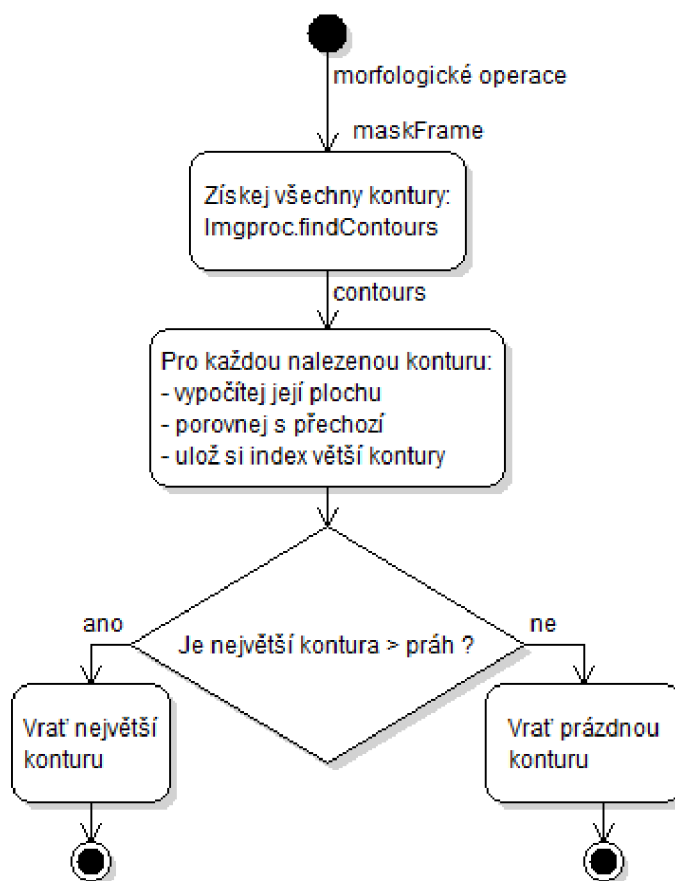 morfologické operace
maskFrame
Získej všechny kontury:
Imgproc.findContours
contours
Pro každou nalezenou konturu:
- vypočítej její plochu
- porovnej s přechozí
- ulož si index větší kontury
ano
Je největší kontura > práh ?
ne
Vrať největší
konturu
Vrať prázdnou
konturu